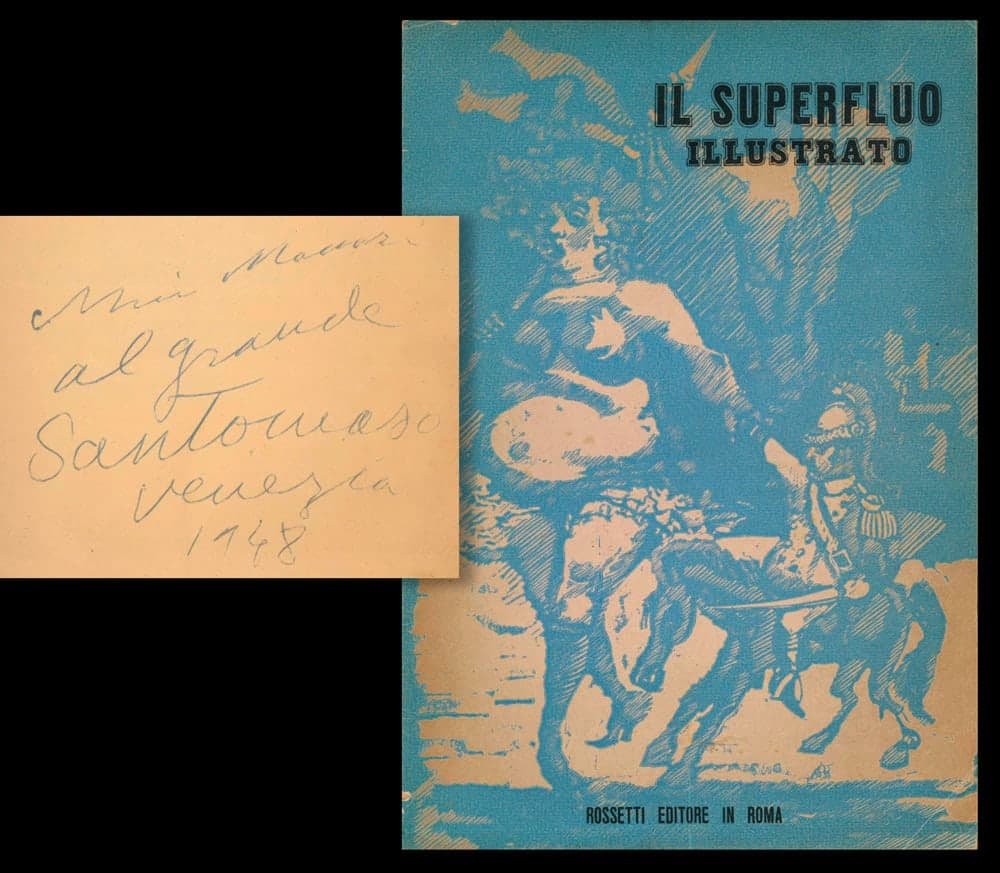 al grande
Santomaso
Venezia
1948
IL SUPERFLUO
ILLUSTRATO
ROSSETTI EDITORE IN ROMA